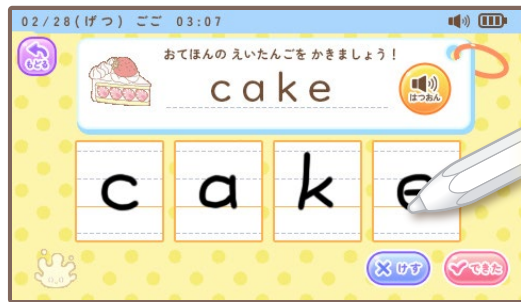 02/28(げつ) ごご 03:07
もどる
おてほんの えいたんごを かきましょう!
cake
はつおん
c a k e
けす
できた